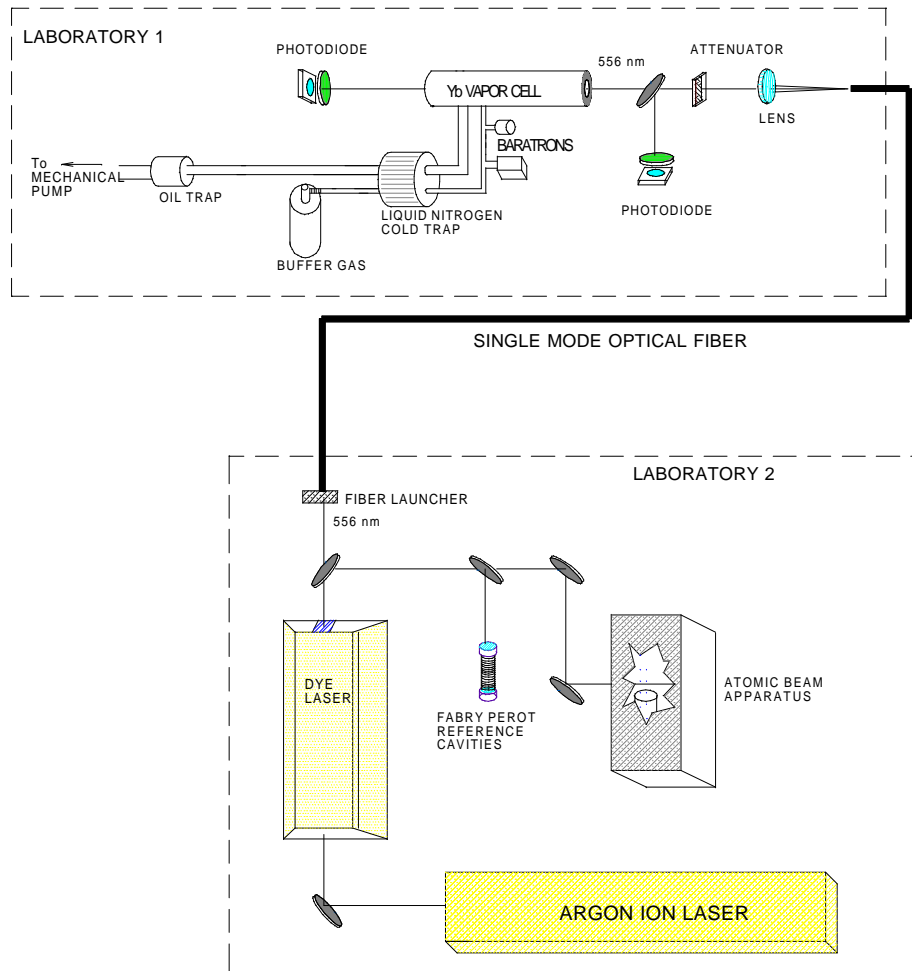 LABORATORY 1
PHOTODIODE
556 nm
ATTENUATOR
Yb VAPOR CELL
LENS
BARATRONS
To
MECHANICAL
PUMP
OIL TRAP
LIQUID NITROGEN
COLD TRAP
PHOTODIODE
BUFFER GAS
SINGLE MODE OPTICAL FIBER
LABORATORY 2
FIBER LAUNCHER
556 nm
DYE
LASER
ATOMIC BEAM
APPARATUS
FABRY PEROT
REFERENCE
CAVITIES
ARGON ION LASER